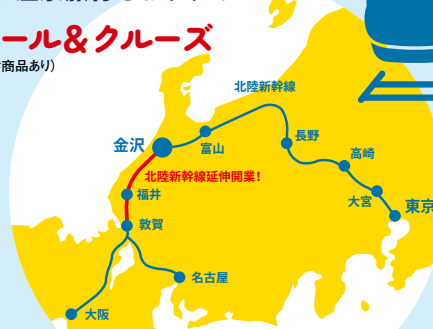 ール&クルーズ
商品あり)
北陸新幹線
金沢
富山
長野
高崎
北陸新幹線延伸開業!
福井
大宮
東京
敦賀
名古屋
大阪